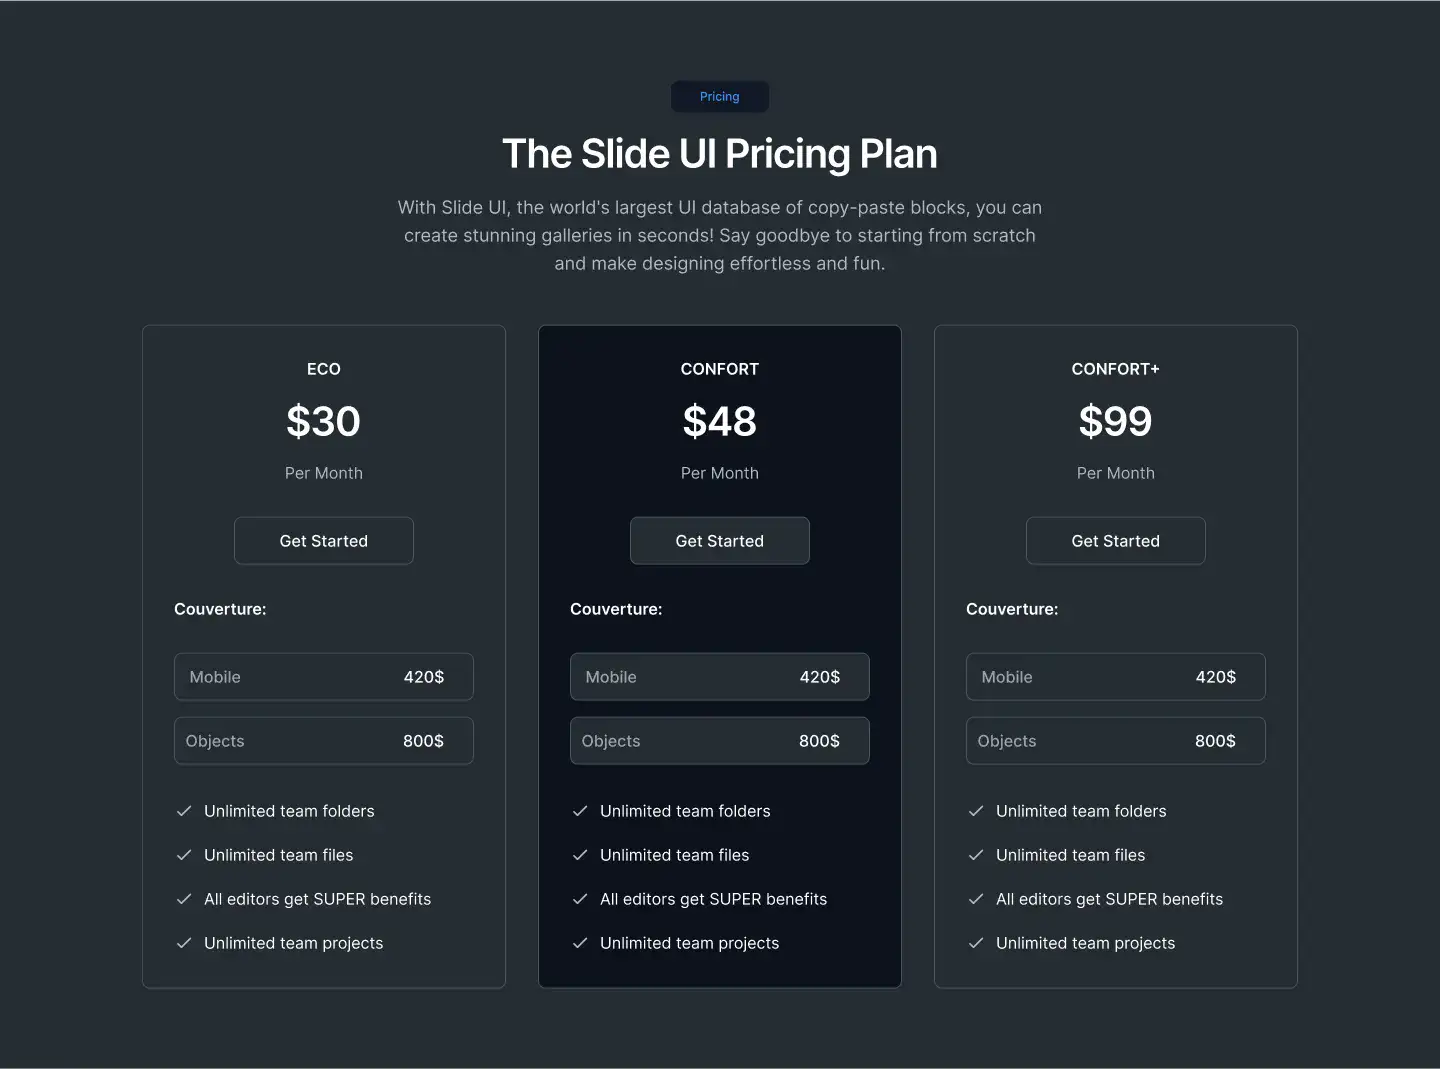 Pricing
The Slide UI Pricing Plan
With Slide UI, the world's largest UI database of copy-paste blocks, you can
create stunning galleries in seconds! Say goodbye to starting from scratch
and make designing effortless and fun.
ECO
$30
Per Month
Get Started
Couverture:
Mobile 420$
Objects 800$
Unlimited team folders
Unlimited team files
All editors get SUPER benefits
Unlimited team projects
CONFORT
$48
Per Month
Get Started
Couverture:
Mobile 420$
Objects 800$
Unlimited team folders
Unlimited team files
All editors get SUPER benefits
Unlimited team projects
CONFORT+
$99
Per Month
Get Started
Couverture:
Mobile 420$
Objects 800$
Unlimited team folders
Unlimited team files
All editors get SUPER benefits
Unlimited team projects